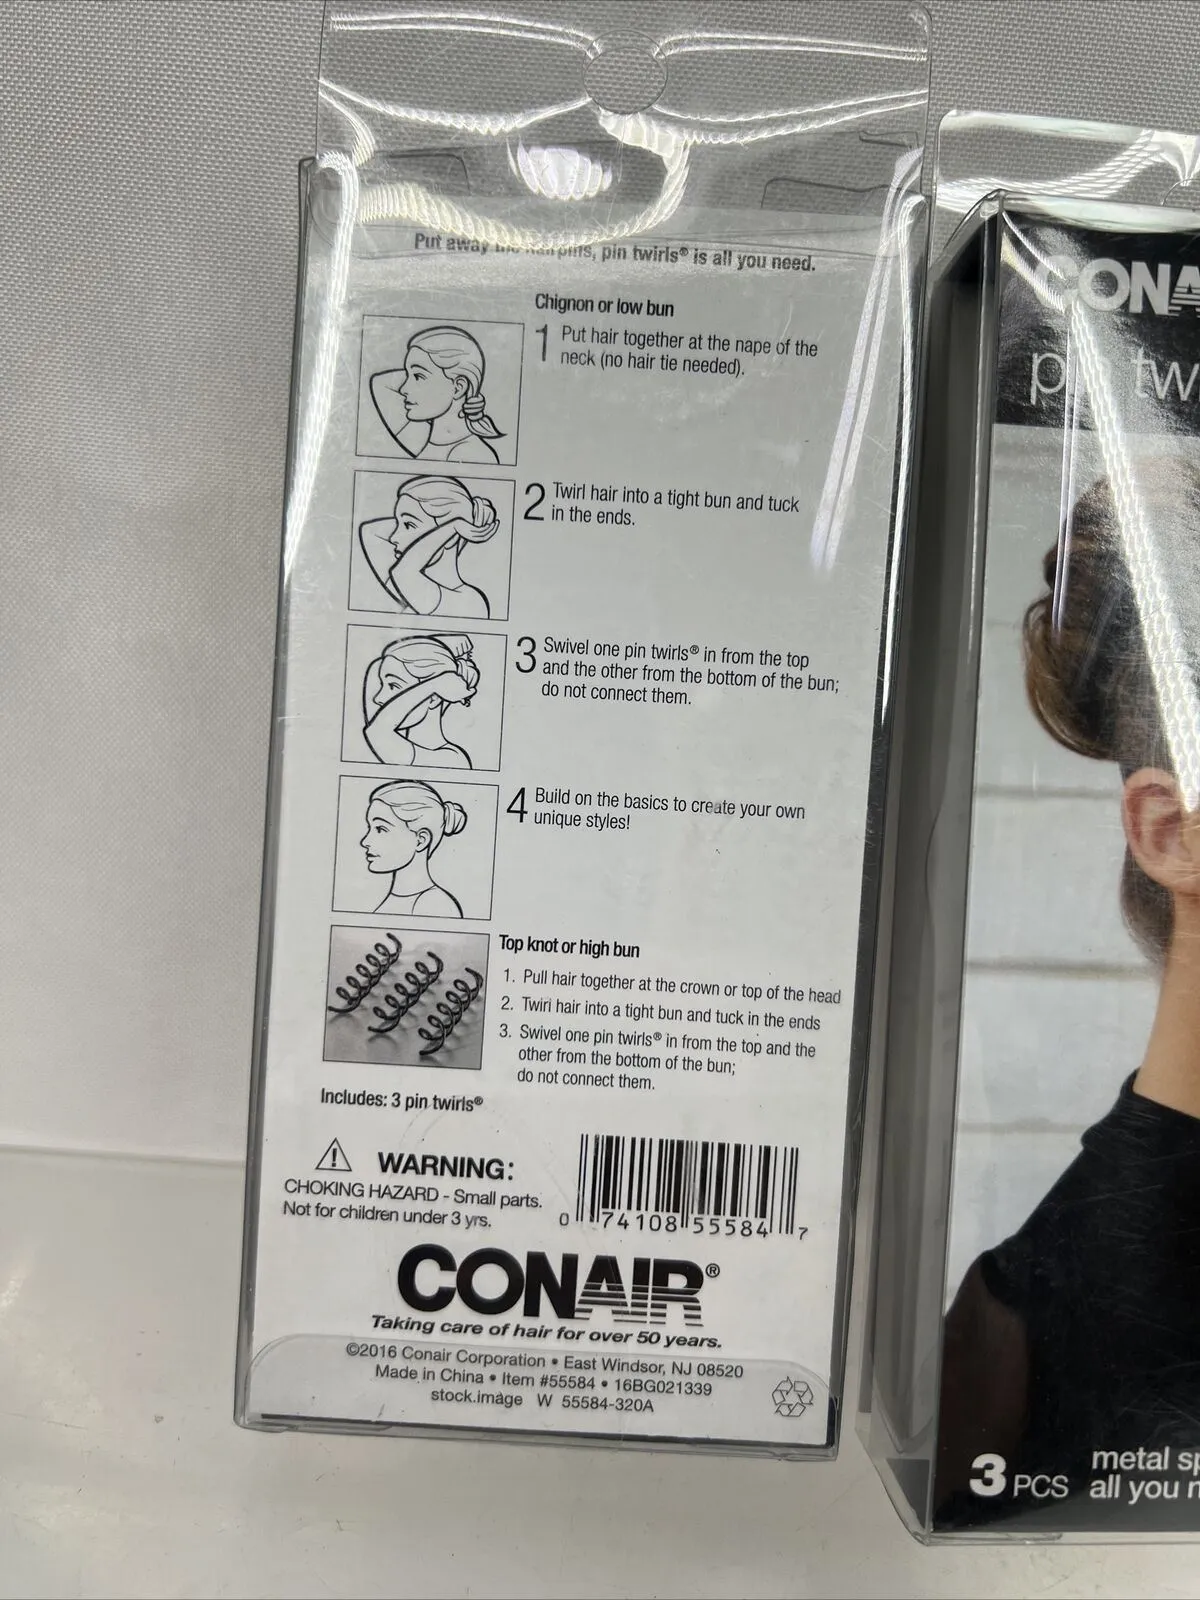 Put away the hairpins, pin twirls® is all you need.
Chignon or low bun
1 Put hair together at the nape of the
neck (no hair tie needed).
2 Twirl hair into a tight bun and tuck
in the ends.
3 Swivel one pin twirls® in from the top
and the other from the bottom of the bun;
do not connect them.
4 Build on the basics to create your own
unique styles!
Top knot or high bun
1. Pull hair together at the crown or top of the head
2. Twirl hair into a tight bun and tuck in the ends
3. Swivel one pin twirls® in from the top and the
other from the bottom of the bun;
do not connect them.
Includes: 3 pin twirls®
WARNING:
CHOKING HAZARD - Small parts.
Not for children under 3 yrs.
0 74108 55584 7
CONAIR®
Taking care of hair for over 50 years.
©2016 Conair Corporation • East Windsor, NJ 08520
Made in China • Item #55584 • 16BG021339
stock.image W 55584-320A
CONA
p tw
3 PCS
metal sp
all you n